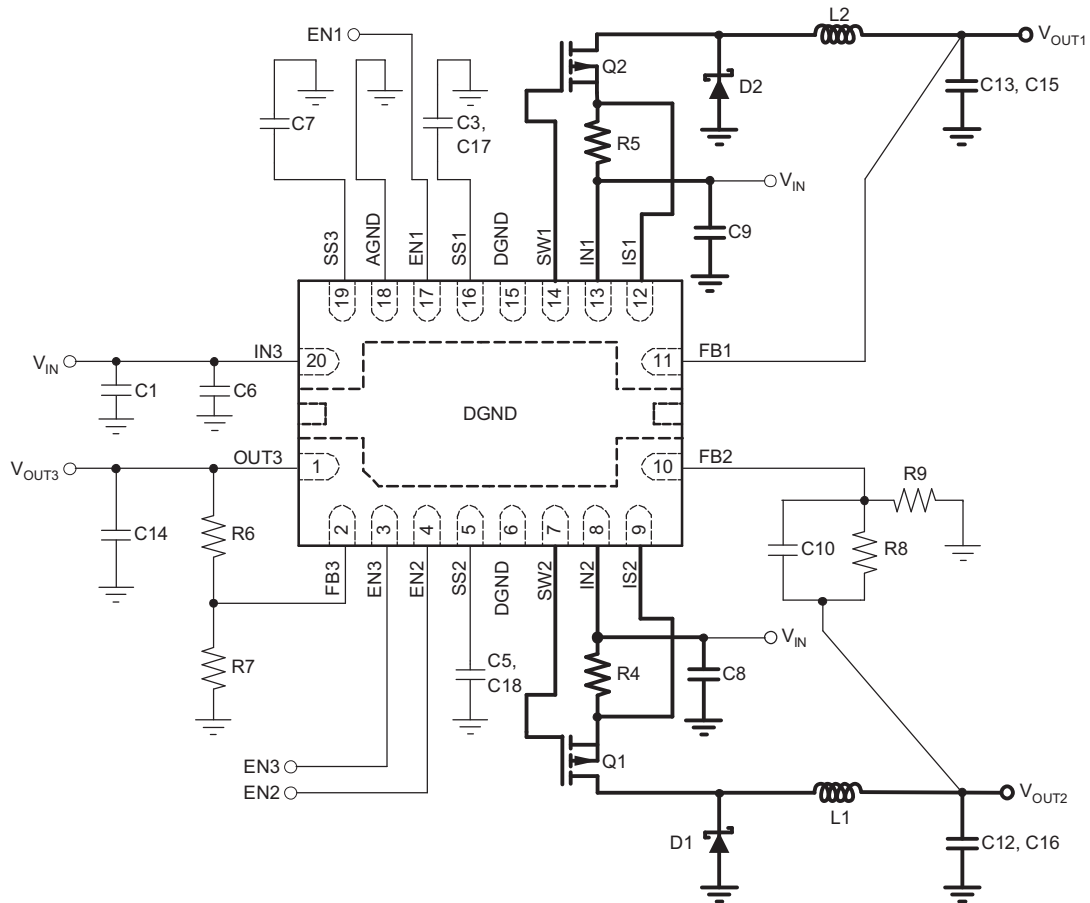 L2
EN1
VOUT1
Q2
D2
C13, C15
C7
C3,
C17
R5
VIN
C9
SS3
AGND
EN1
SS1
DGND
SW1
IN1
IS1
19
18
17
16
15
14
13
12
VIN
IN3
20
11
FB1
C1
C6
DGND
VOUT3
OUT3
1
10
FB2
R9
C14
R6
2
3
4
5
6
7
8
9
C10
R8
FB3
EN3
EN2
SS2
DGND
SW2
IN2
IS2
VIN
R7
C5,
C18
R4
C8
EN3
Q1
EN2
VOUT2
L1
D1
C12, C16